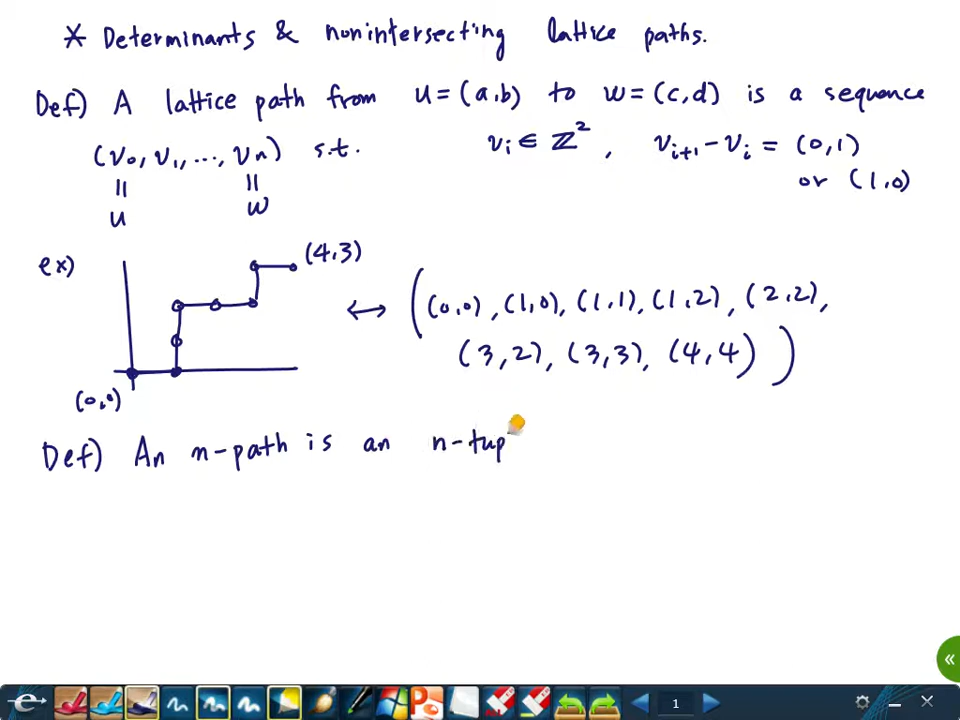 * Determinants & nonintersecting lattice paths.
Def) A lattice path from u = (a,b) to w = (c,d) is a sequence
(v0, v1, ..., vn) s.t. vi ∈ ℤ², vi+1 - vi = (0,1)
or (1,0)
॥ ॥
u w
ex) (4,3)
↔ ( (0,0), (1,0), (1,1), (1,2), (2,2),
(3,2), (3,3), (4,4) )
(0,0)
Def) An n-path is an n-tup
1